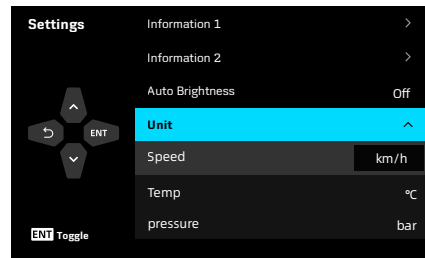 Settings
Information 1
Information 2
Auto Brightness Off
Unit
ENT
Speed km/h
Temp ℃
pressure bar
ENT Toggle